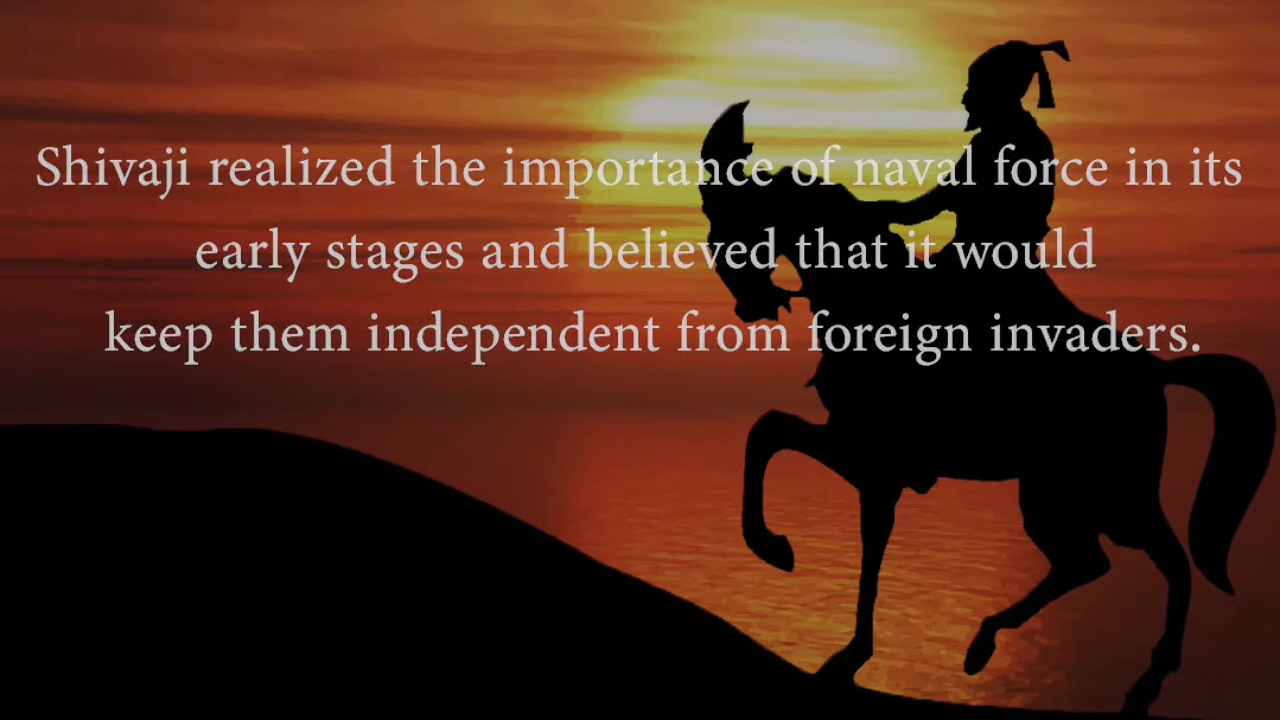 Shivaji realized the importance of naval force in its
early stages and believed that it would
keep them independent from foreign invaders.